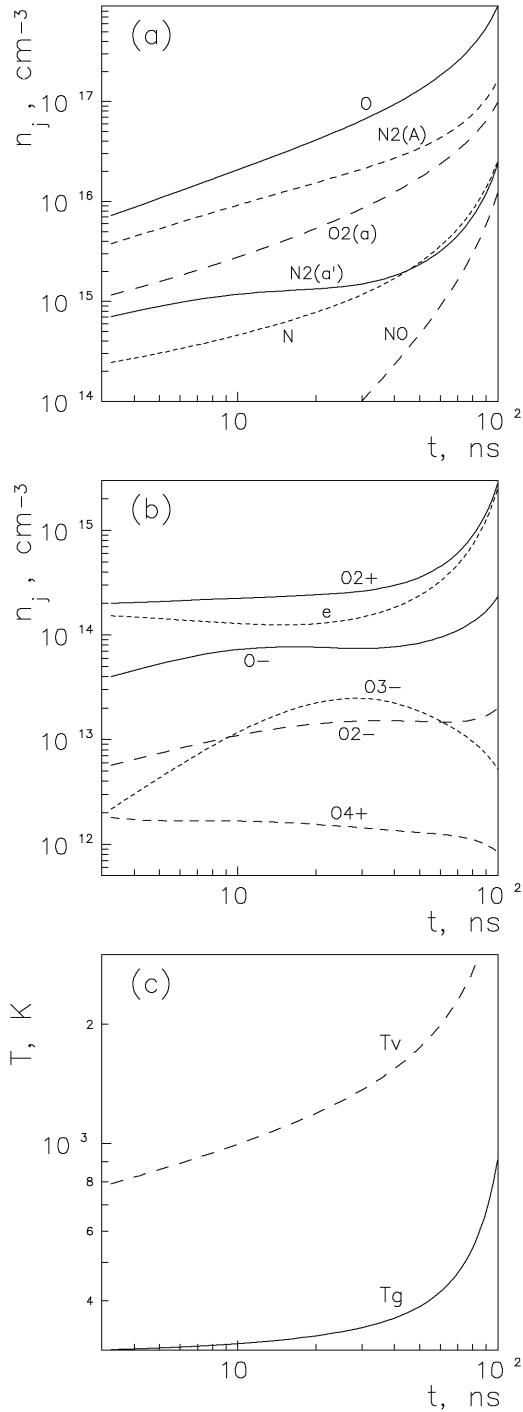 (a)
n_j , cm−3
10 17
10 16
10 15
10 14
O
N2(A)
O2(a)
N2(a')
N
NO
10
10 2
t, ns
(b)
n_j , cm−3
10 15
10 14
10 13
10 12
O2+
e
O−
O3−
O2−
O4+
10
10 2
t, ns
(c)
T, K
2
10 3
8
6
4
Tv
Tg
10
10 2
t, ns